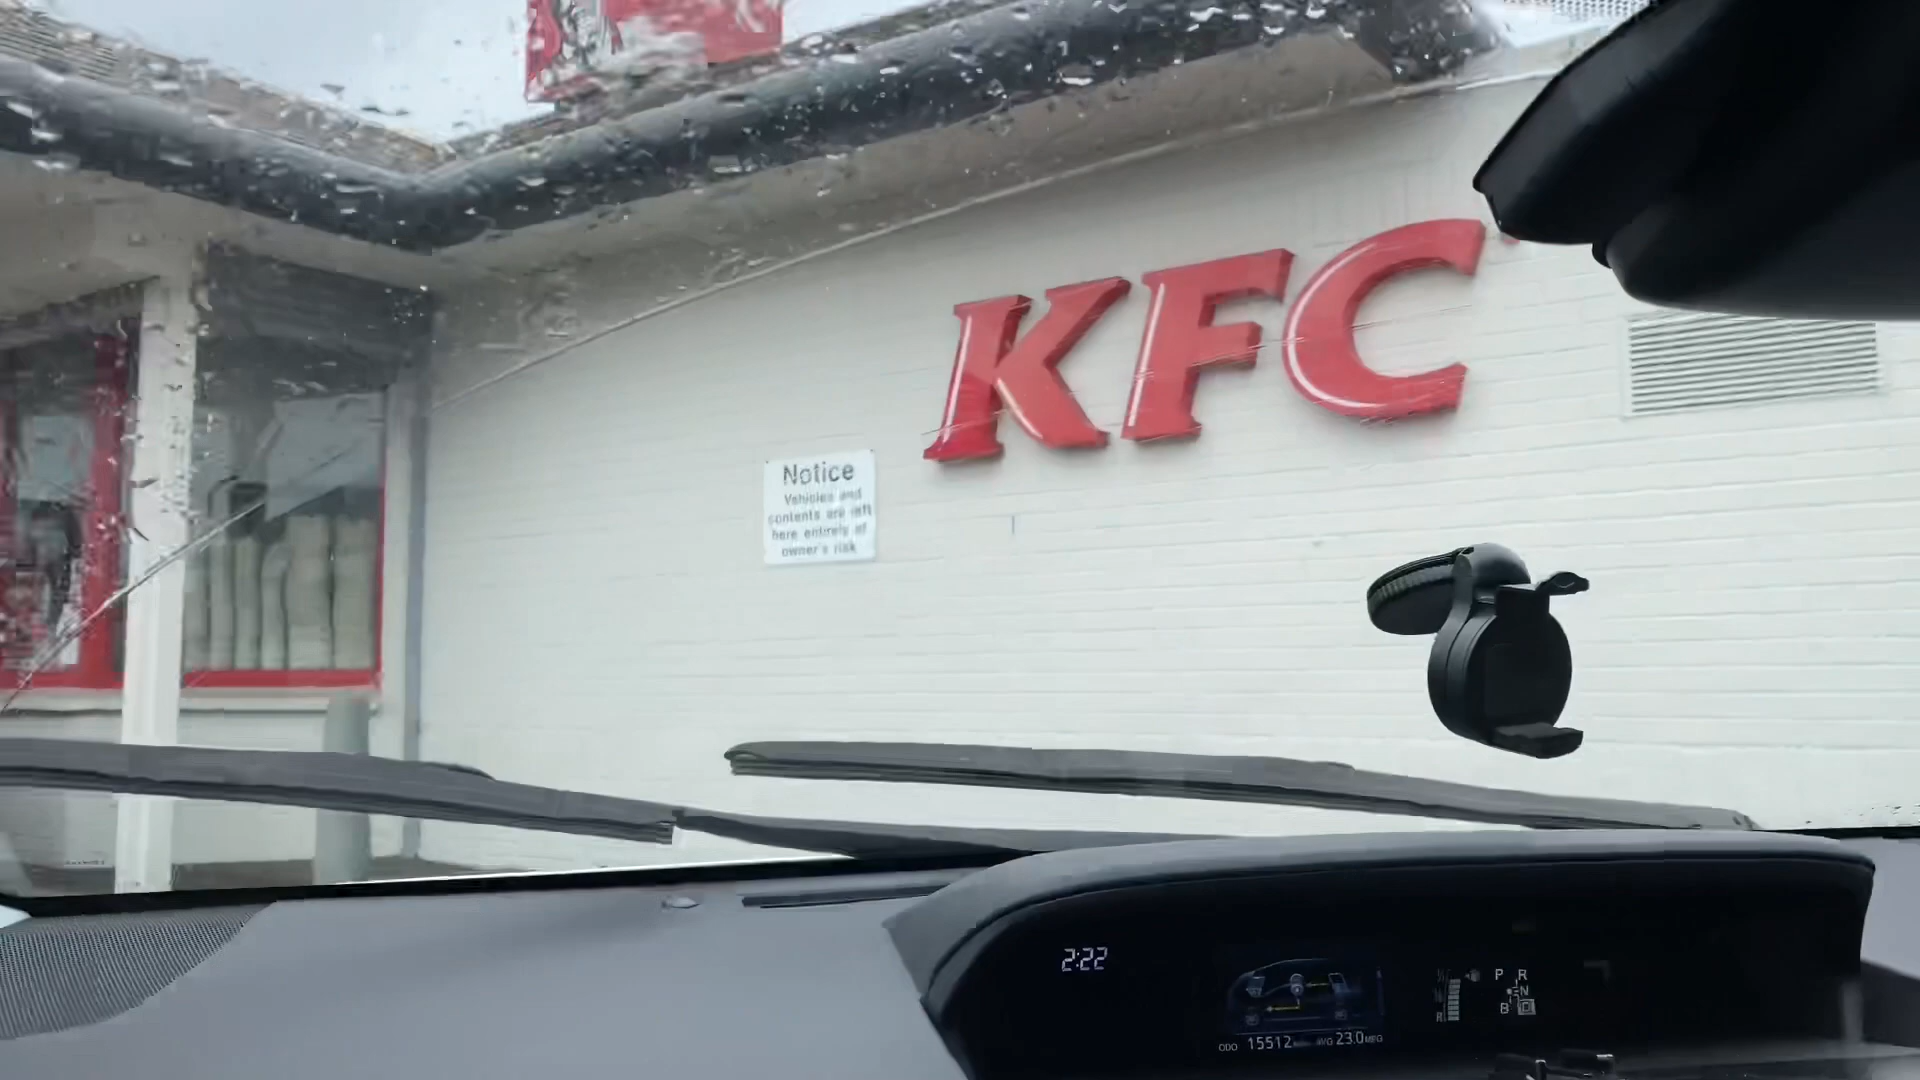 KFC
Notice
Vehicles and
contents are left
here entirely at
owner's risk
2:22
P R
N
B D
R
ODO 15512 AVG 23.0 MPG